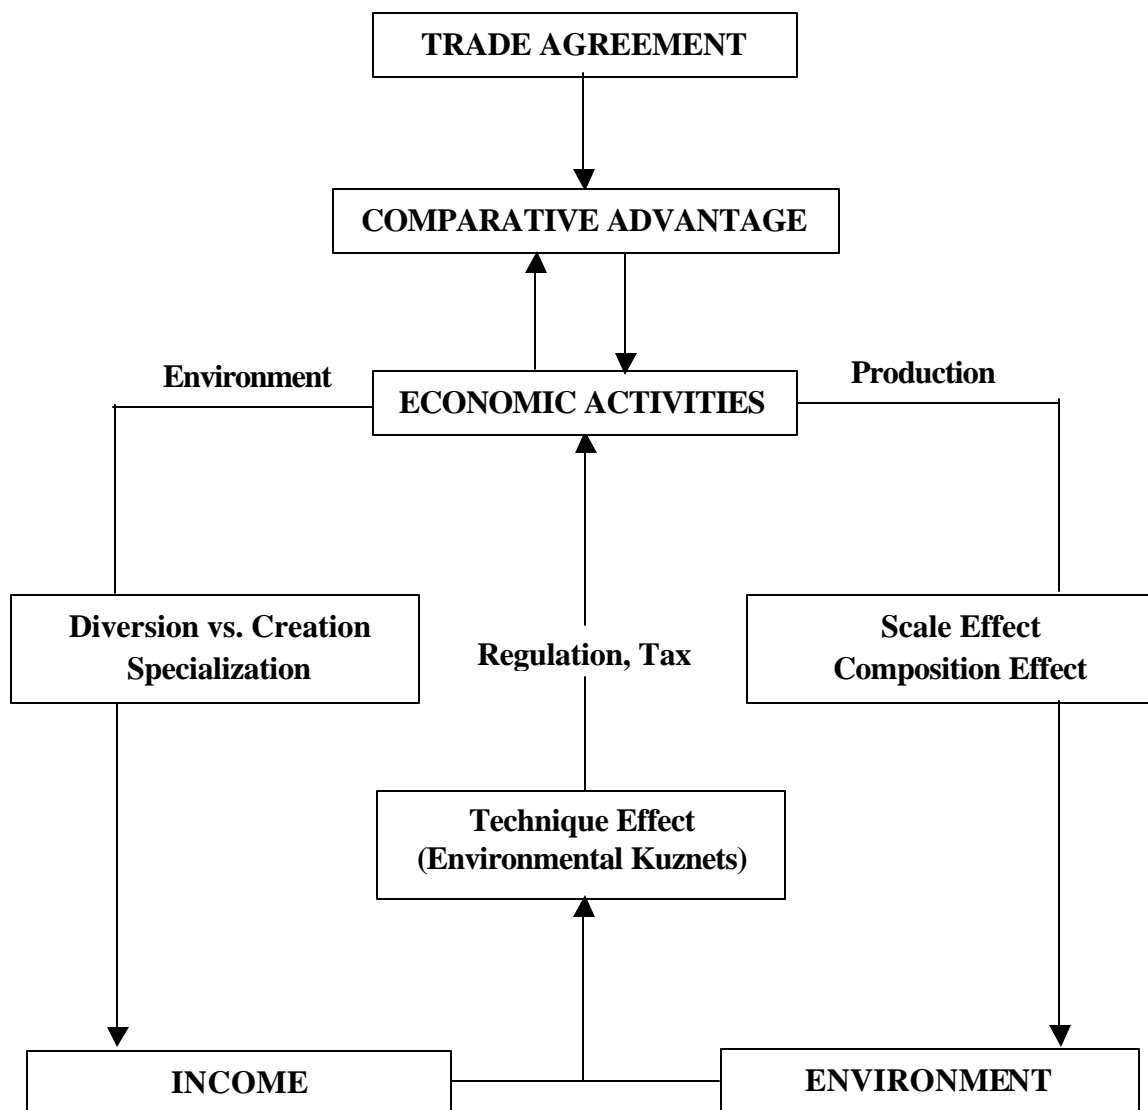 TRADE AGREEMENT
COMPARATIVE ADVANTAGE
Environment
Production
ECONOMIC ACTIVITIES
Diversion vs. Creation
Specialization
Regulation, Tax
Scale Effect
Composition Effect
Technique Effect
(Environmental Kuznets)
INCOME
ENVIRONMENT